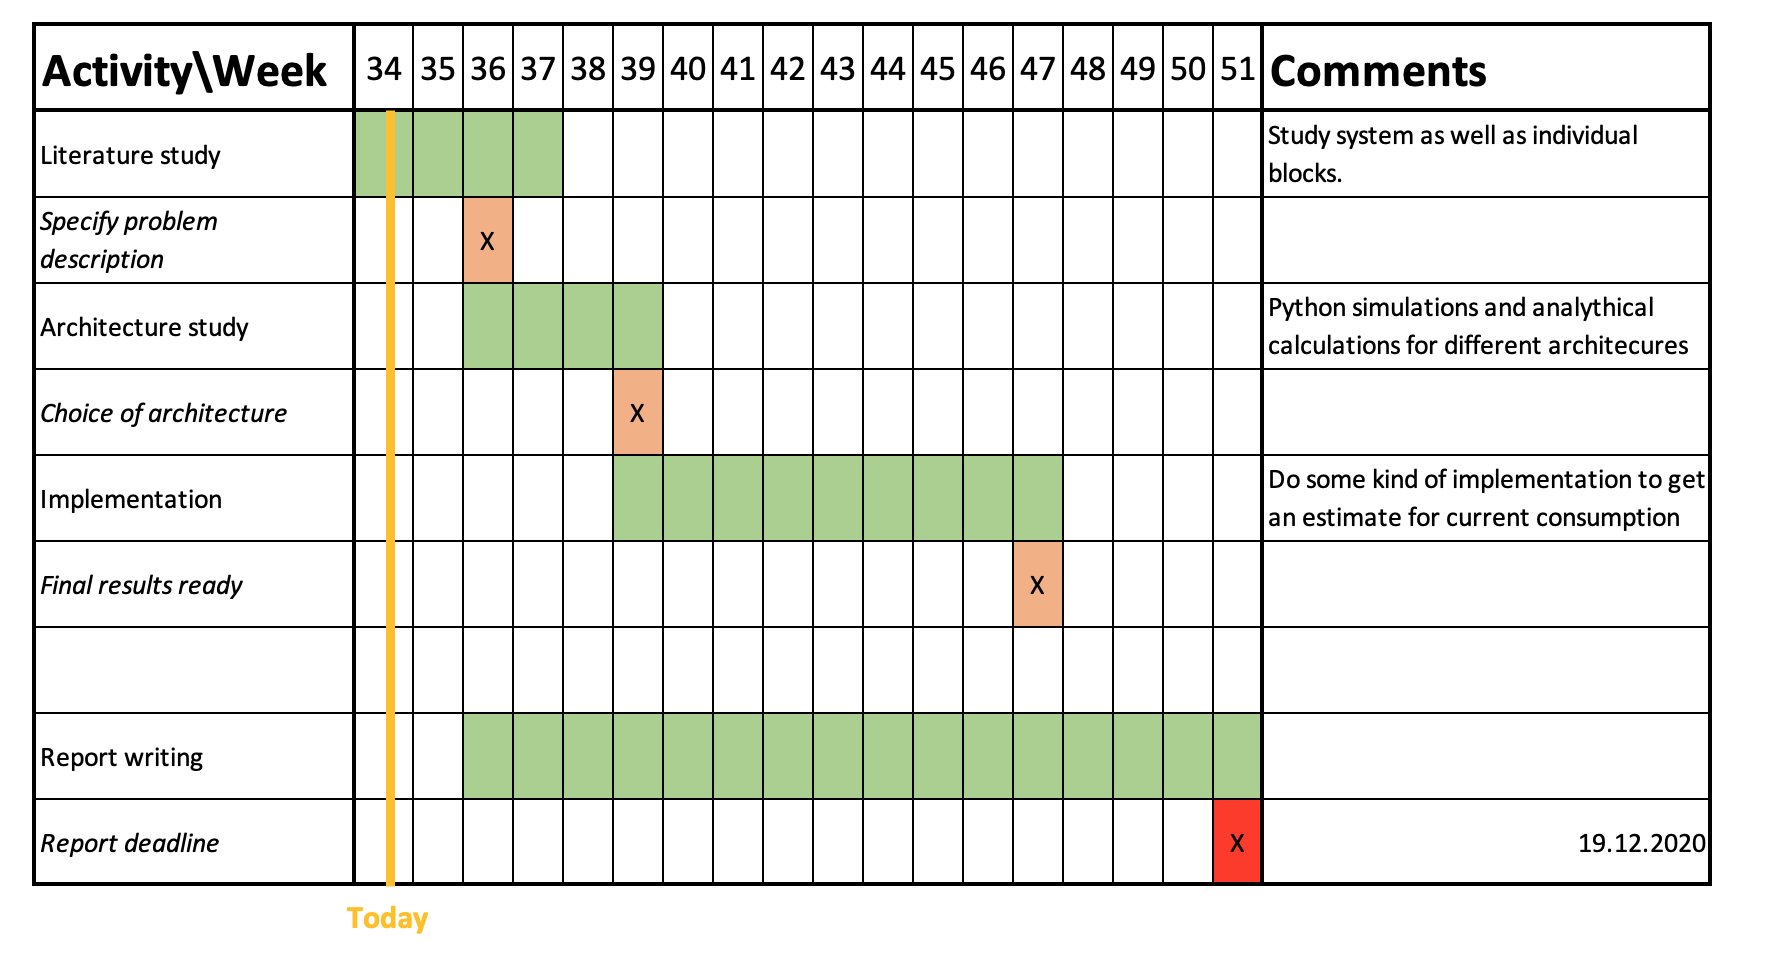 Activity\Week 34 35 36 37 38 39 40 41 42 43 44 45 46 47 48 49 50 51 Comments
Literature study
Study system as well as individual
blocks.
Specify problem
description
X
Architecture study
Python simulations and analythical
calculations for different architecures
Choice of architecture
X
Implementation
Do some kind of implementation to get
an estimate for current consumption
Final results ready
X
Report writing
Report deadline
X
19.12.2020
Today